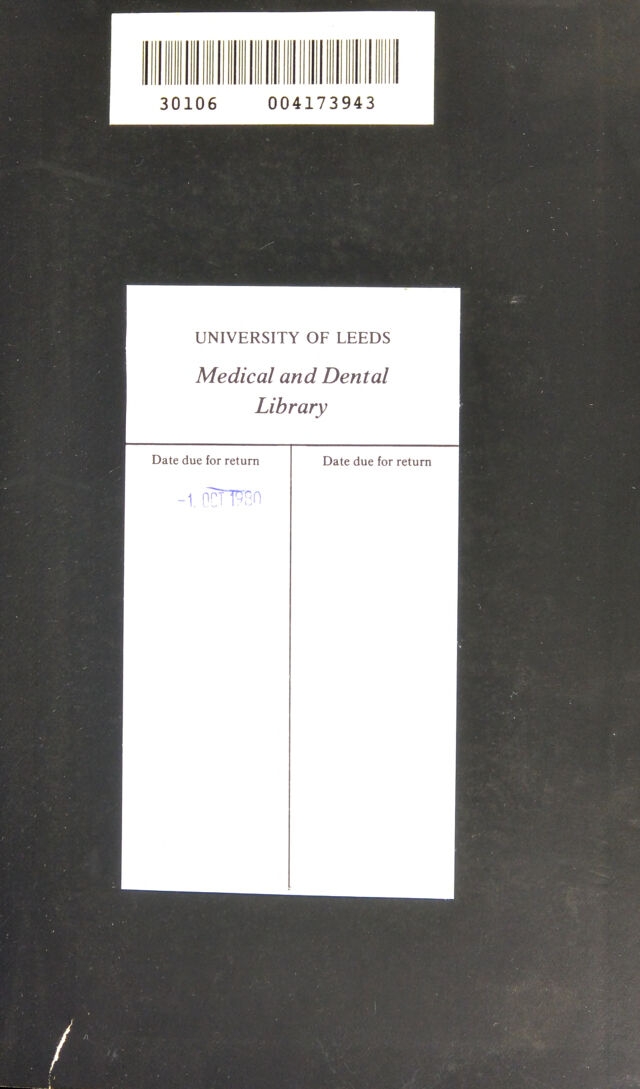 30106 004173943
UNIVERSITY OF LEEDS
Medical and Dental
Library
Date due for return Date due for return
-1. OCT 1980